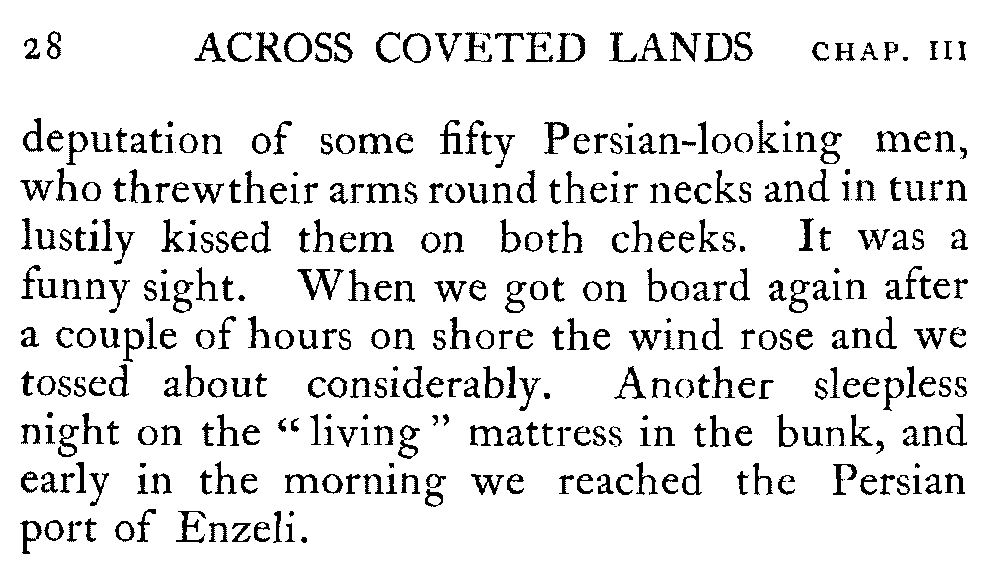 28 ACROSS COVETED LANDS CHAP. III
deputation of some fifty Persian-looking men,
who threw their arms round their necks and in turn
lustily kissed them on both cheeks. It was a
funny sight. When we got on board again after
a couple of hours on shore the wind rose and we
tossed about considerably. Another sleepless
night on the “living” mattress in the bunk, and
early in the morning we reached the Persian
port of Enzeli.